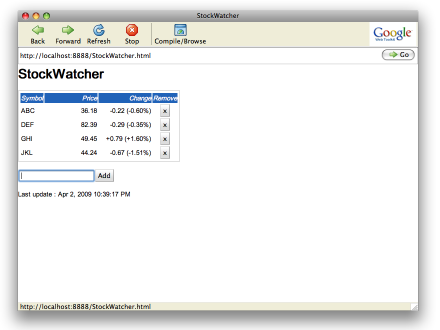 StockWatcher
Back Forward Refresh Stop Compile/Browse
Google
Web Toolkit
http://localhost:8888/StockWatcher.html Go
StockWatcher
Symbol Price Change Remove
ABC 36.18 -0.22 (-0.60%) x
DEF 82.39 -0.29 (-0.35%) x
GHI 49.45 +0.79 (+1.60%) x
JKL 44.24 -0.67 (-1.51%) x
Add
Last update : Apr 2, 2009 10:39:17 PM
http://localhost:8888/StockWatcher.html